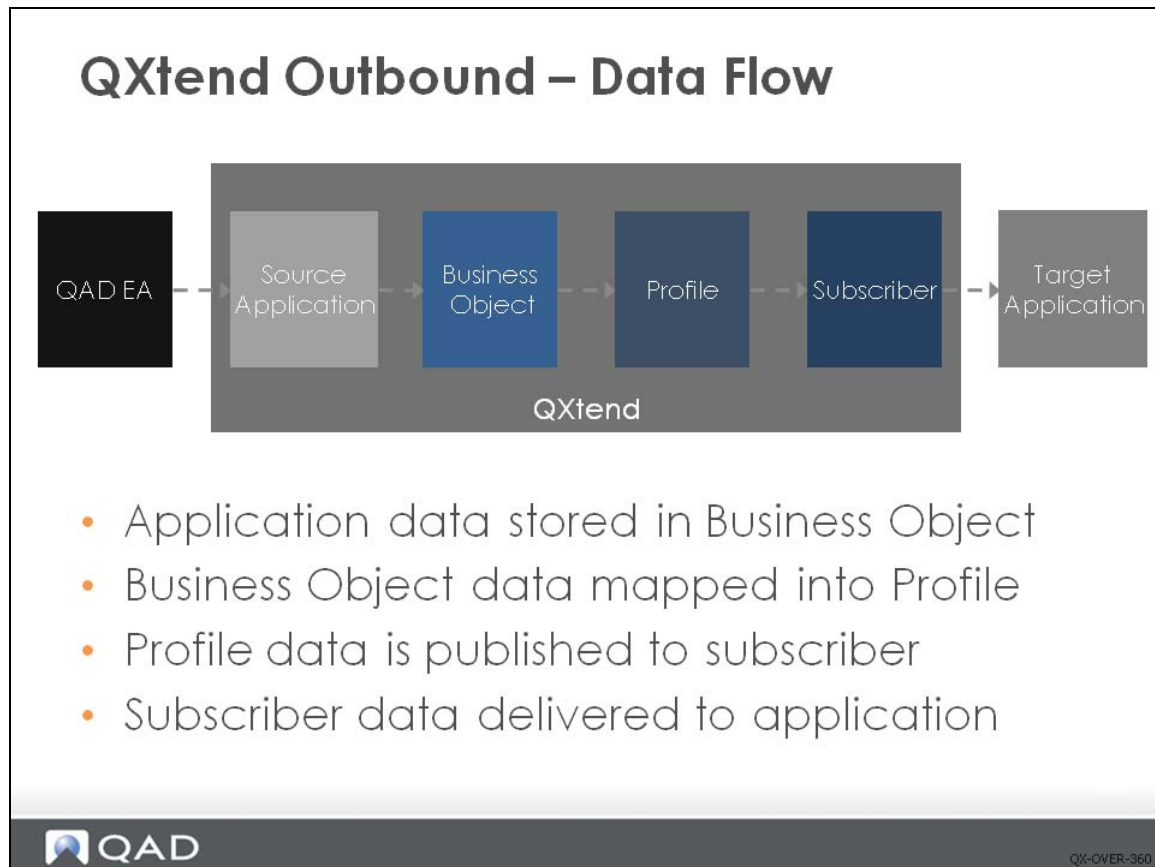 QXtend Outbound – Data Flow
QAD EA
Source
Application
Business
Object
Profile
Subscriber
Target
Application
QXtend
• Application data stored in Business Object
• Business Object data mapped into Profile
• Profile data is published to subscriber
• Subscriber data delivered to application
QAD
QX-OVER-360